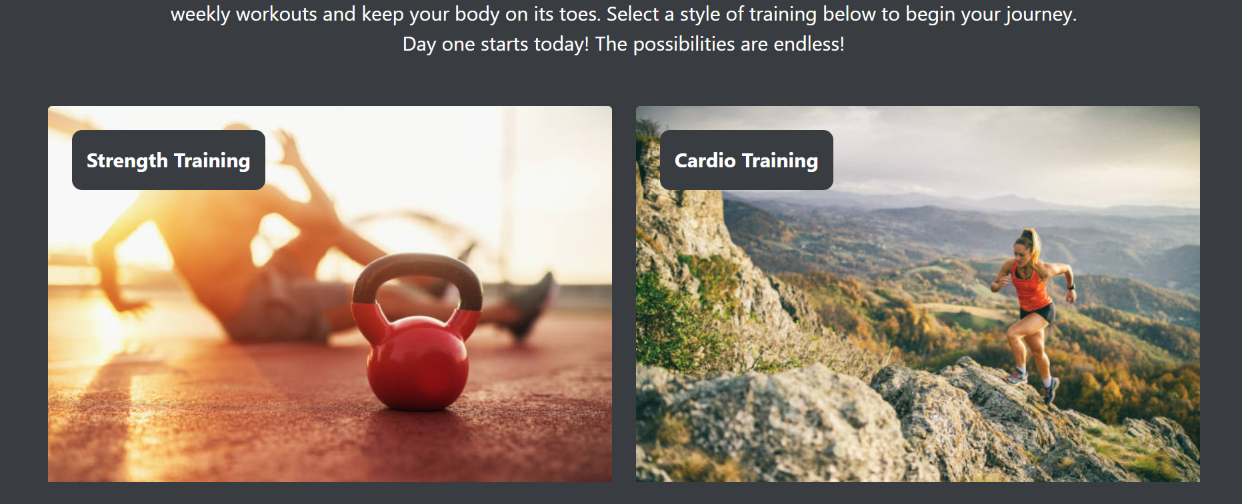 weekly workouts and keep your body on its toes. Select a style of training below to begin your journey.
Day one starts today! The possibilities are endless!
Strength Training
Cardio Training